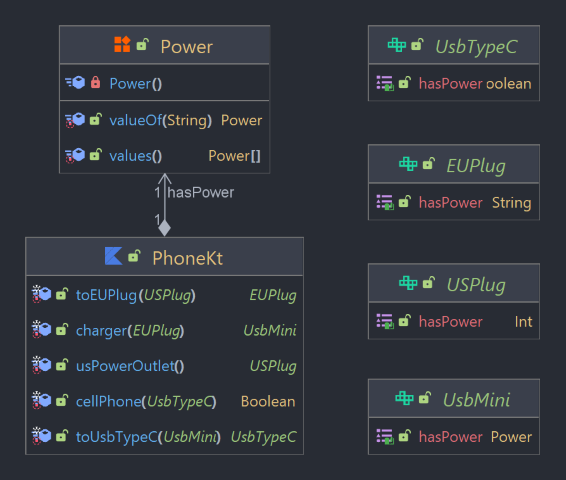 Power
Power()
valueOf(String) Power
values() Power[]
1 hasPower
1
PhoneKt
toEUPlug(USPlug) EUPlug
charger(EUPlug) UsbMini
usPowerOutlet() USPlug
cellPhone(UsbTypeC) Boolean
toUsbTypeC(UsbMini) UsbTypeC
UsbTypeC
hasPower oolean
EUPlug
hasPower String
USPlug
hasPower Int
UsbMini
hasPower Power